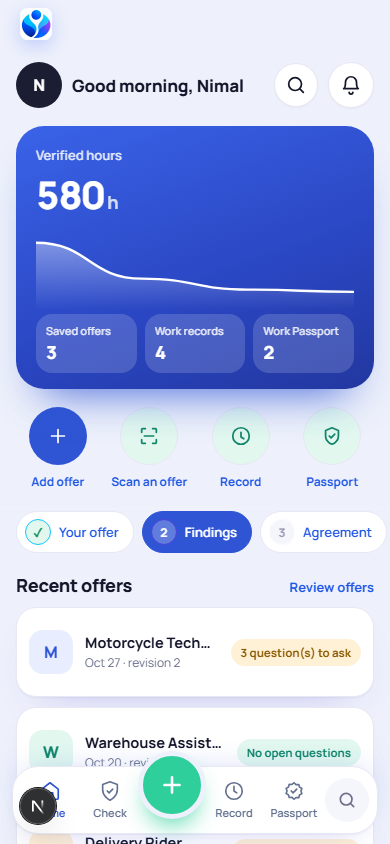 N
Good morning, Nimal
Verified hours
580h
Saved offers
3
Work records
4
Work Passport
2
Add offer
Scan an offer
Record
Passport
Your offer
2
Findings
3
Agreement
Recent offers
Review offers
M
Motorcycle Tech...
Oct 27 · revision 2
3 question(s) to ask
W
Warehouse Assist...
Oct 20 ·
No open questions
Delivery Rider
N
Check
Record
Passport